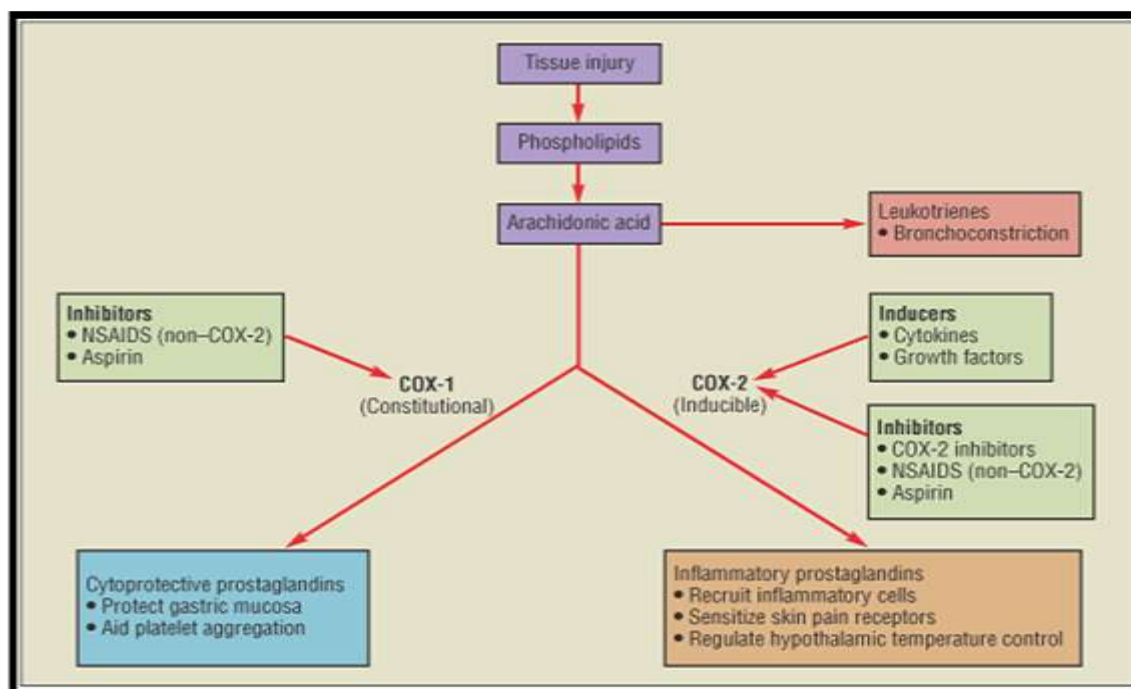 Tissue injury
Phospholipids
Arachidonic acid
Leukotrienes
• Bronchoconstriction
Inhibitors
• NSAIDS (non–COX-2)
• Aspirin
COX-1
(Constitutional)
COX-2
(Inducible)
Inducers
• Cytokines
• Growth factors
Inhibitors
• COX-2 inhibitors
• NSAIDS (non–COX-2)
• Aspirin
Cytoprotective prostaglandins
• Protect gastric mucosa
• Aid platelet aggregation
Inflammatory prostaglandins
• Recruit inflammatory cells
• Sensitize skin pain receptors
• Regulate hypothalamic temperature control